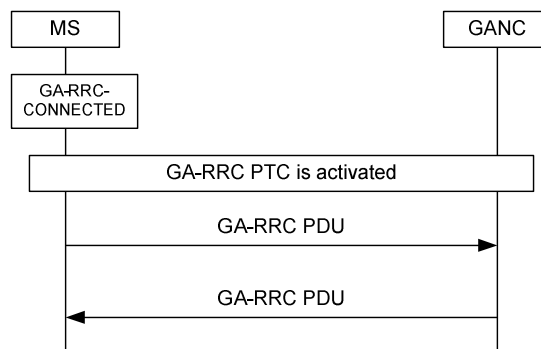 MS
GANC
GA-RRC-
CONNECTED
GA-RRC PTC is activated
GA-RRC PDU
GA-RRC PDU